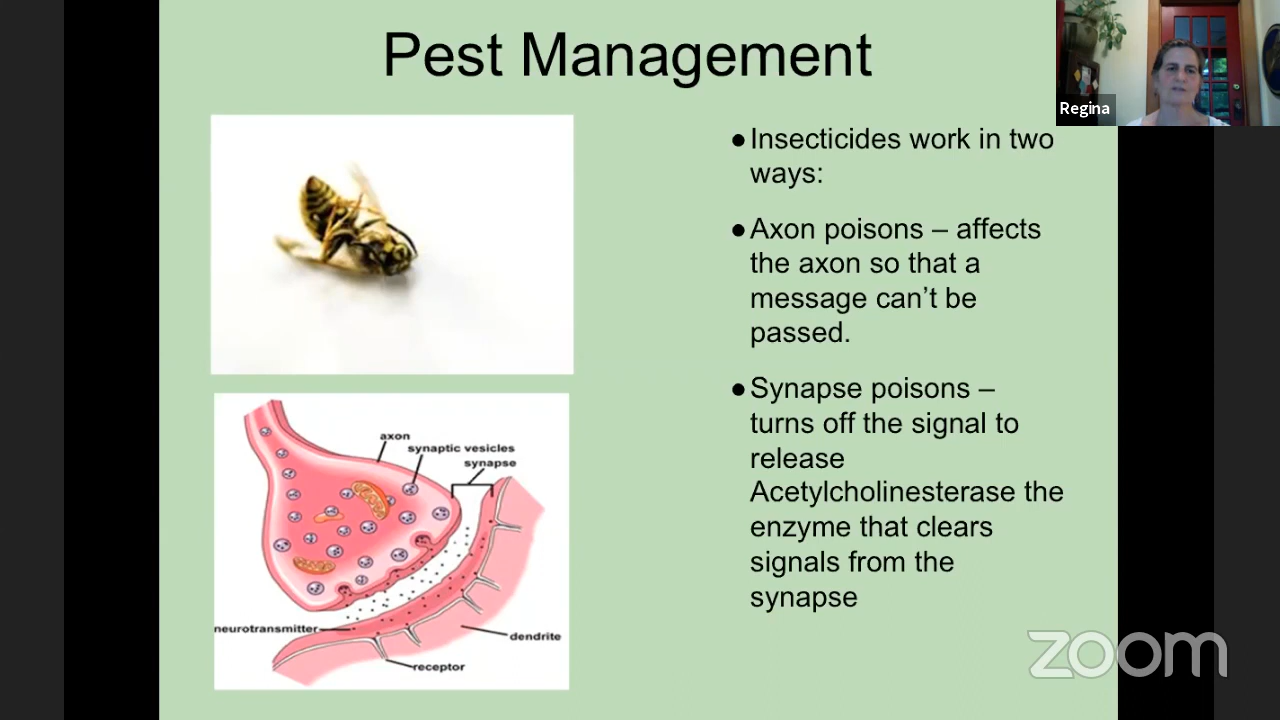 Pest Management
Regina
●Insecticides work in two
ways:
●Axon poisons – affects
the axon so that a
message can't be
passed.
●Synapse poisons –
turns off the signal to
release
Acetylcholinesterase the
enzyme that clears
signals from the
synapse
axon
synaptic vesicles
synapse
neurotransmitter
dendrite
receptor
zoom